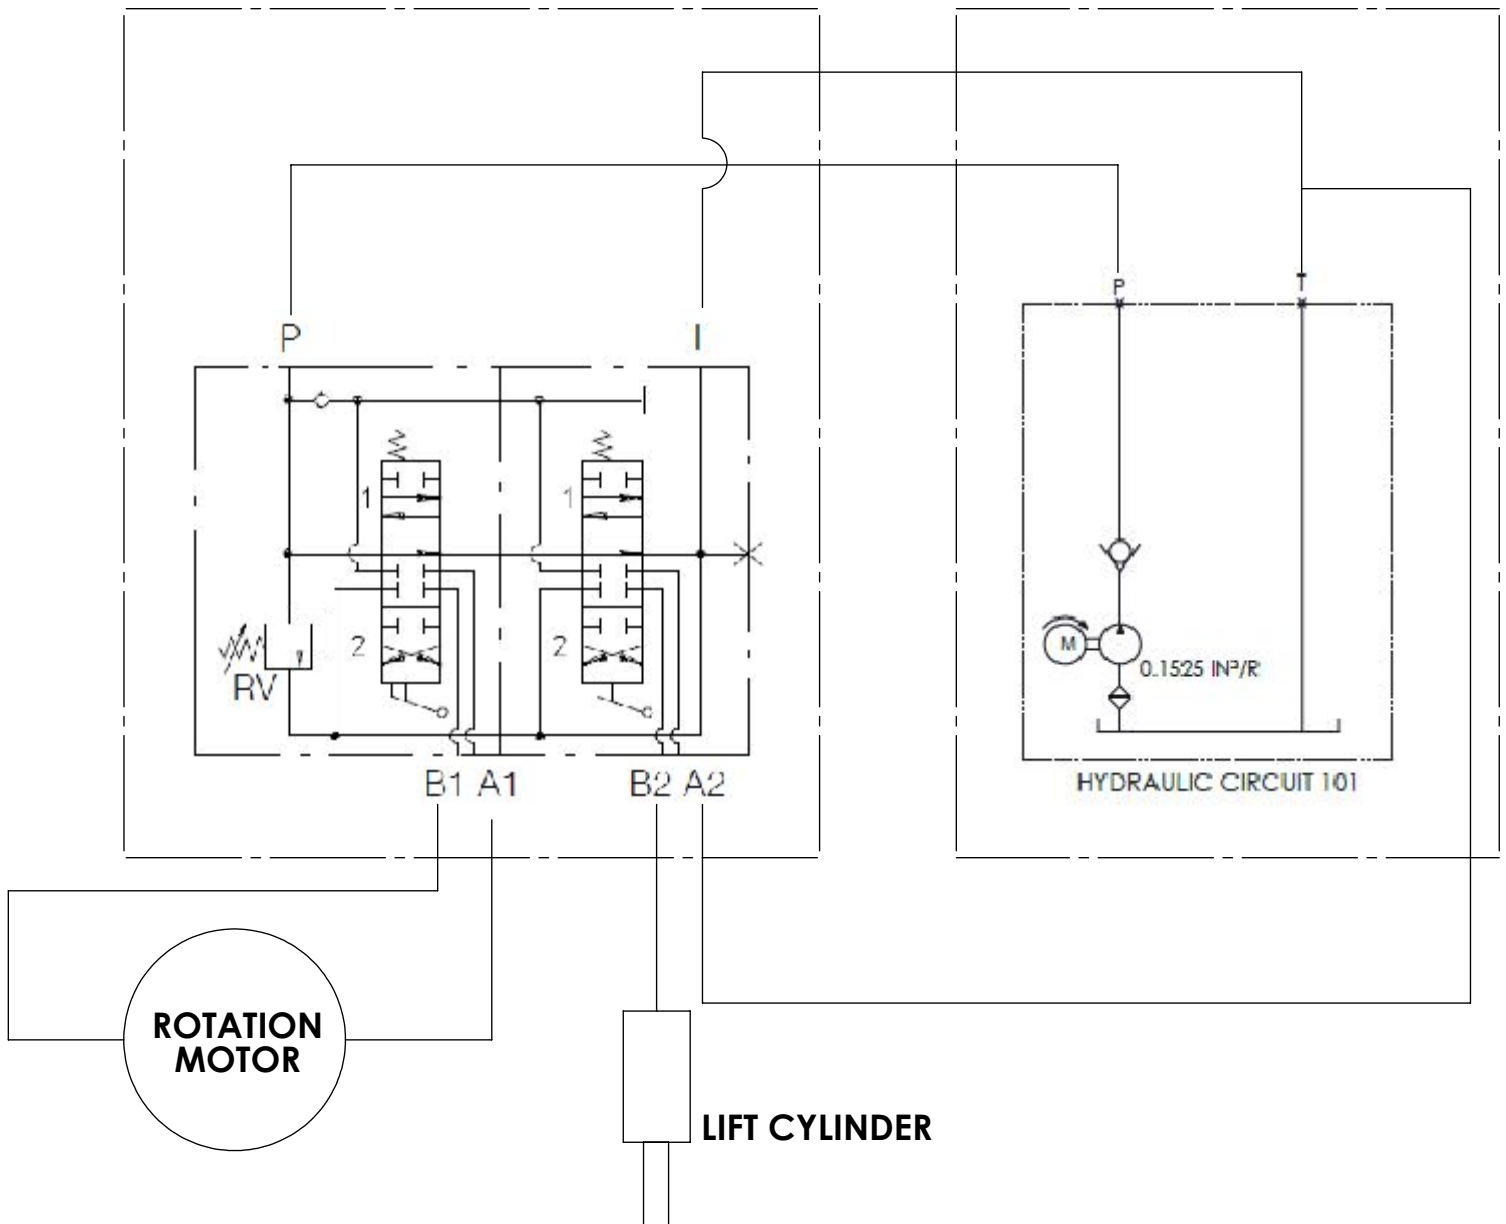 P T
P I
1 1
2 2
RV
M
0.1525 IN³/R
B1 A1 B2 A2
HYDRAULIC CIRCUIT 101
ROTATION
MOTOR
LIFT CYLINDER